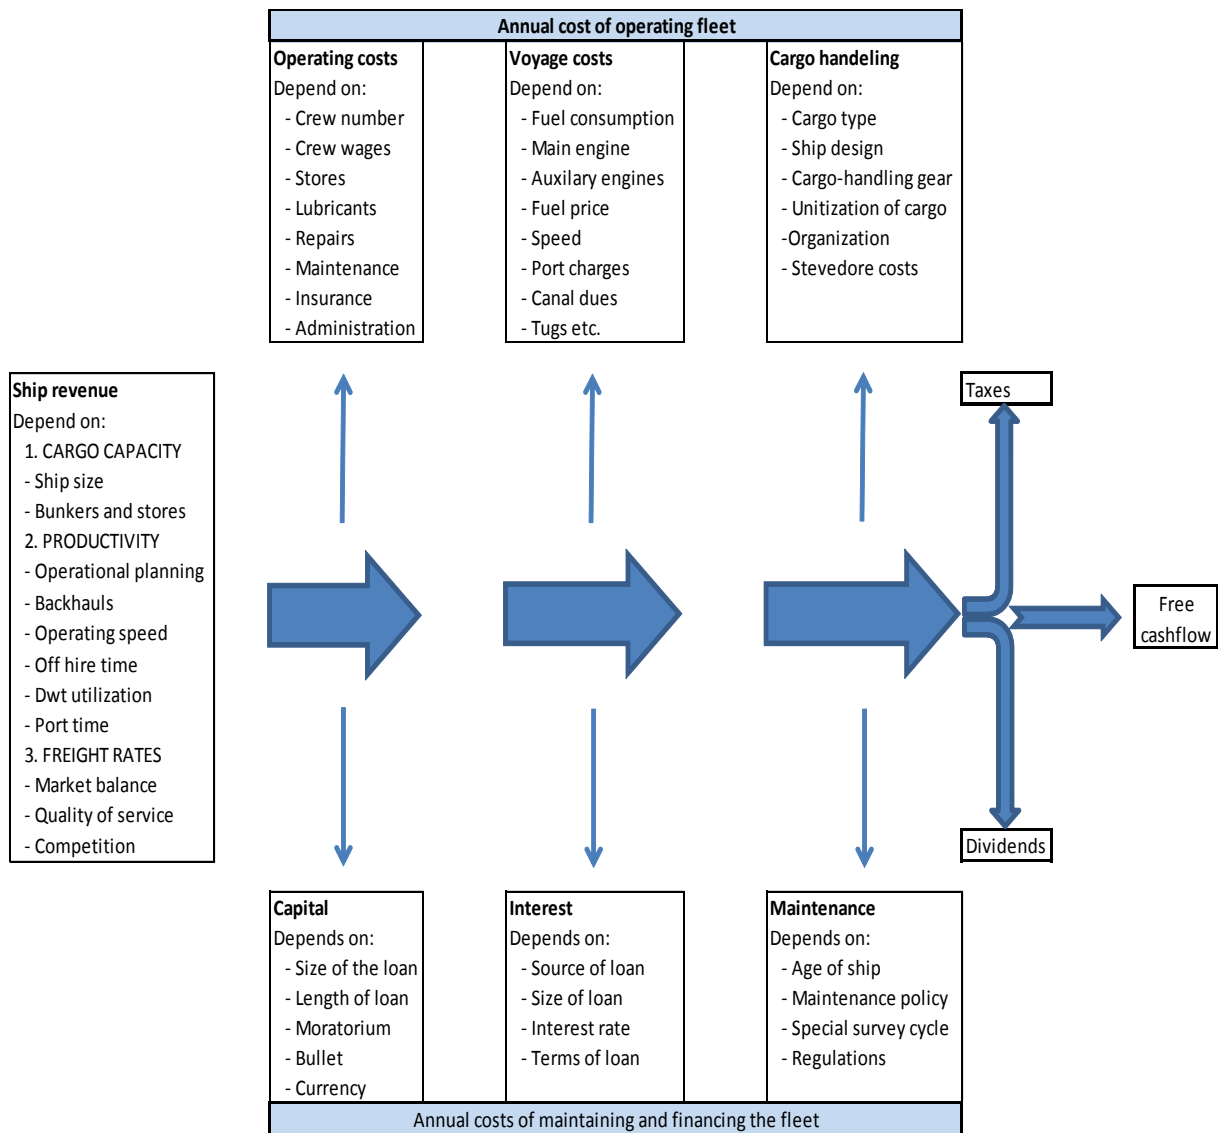 Annual cost of operating fleet
Operating costs
Depend on:
- Crew number
- Crew wages
- Stores
- Lubricants
- Repairs
- Maintenance
- Insurance
- Administration
Voyage costs
Depend on:
- Fuel consumption
- Main engine
- Auxilary engines
- Fuel price
- Speed
- Port charges
- Canal dues
- Tugs etc.
Cargo handeling
Depend on:
- Cargo type
- Ship design
- Cargo-handling gear
- Unitization of cargo
-Organization
- Stevedore costs
Ship revenue
Depend on:
1. CARGO CAPACITY
- Ship size
- Bunkers and stores
2. PRODUCTIVITY
- Operational planning
- Backhauls
- Operating speed
- Off hire time
- Dwt utilization
- Port time
3. FREIGHT RATES
- Market balance
- Quality of service
- Competition
Taxes
Free
cashflow
Dividends
Capital
Depends on:
- Size of the loan
- Length of loan
- Moratorium
- Bullet
- Currency
Interest
Depends on:
- Source of loan
- Size of loan
- Interest rate
- Terms of loan
Maintenance
Depends on:
- Age of ship
- Maintenance policy
- Special survey cycle
- Regulations
Annual costs of maintaining and financing the fleet